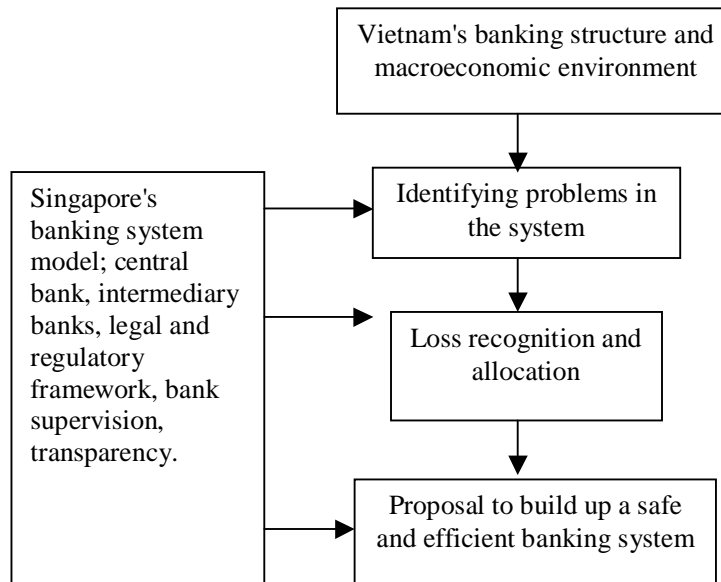 Vietnam's banking structure and
macroeconomic environment
Singapore's
banking system
model; central
bank, intermediary
banks, legal and
regulatory
framework, bank
supervision,
transparency.
Identifying problems in
the system
Loss recognition and
allocation
Proposal to build up a safe
and efficient banking system